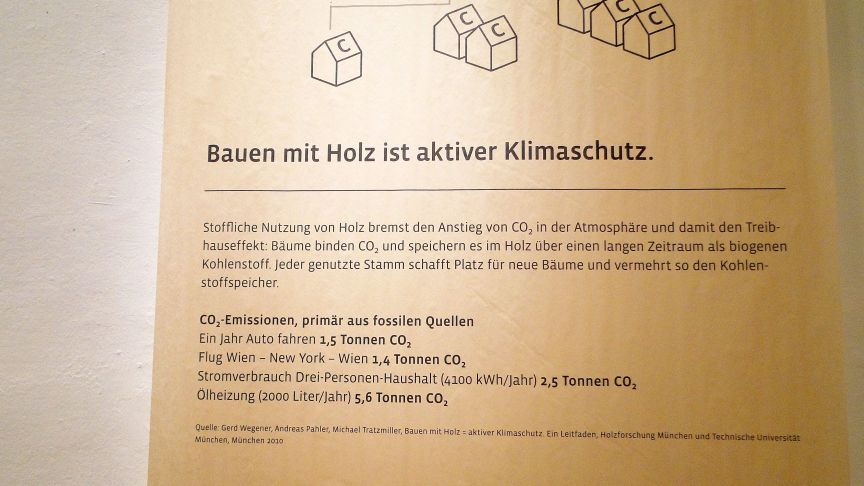 C
C
C
C
C
C
Bauen mit Holz ist aktiver Klimaschutz.
Stoffliche Nutzung von Holz bremst den Anstieg von CO₂ in der Atmosphäre und damit den Treib-
hauseffekt: Bäume binden CO₂ und speichern es im Holz über einen langen Zeitraum als biogenen
Kohlenstoff. Jeder genutzte Stamm schafft Platz für neue Bäume und vermehrt so den Kohlen-
stoffspeicher.
CO₂-Emissionen, primär aus fossilen Quellen
Ein Jahr Auto fahren 1,5 Tonnen CO₂
Flug Wien – New York – Wien 1,4 Tonnen CO₂
Stromverbrauch Drei-Personen-Haushalt (4100 kWh/Jahr) 2,5 Tonnen CO₂
Ölheizung (2000 Liter/Jahr) 5,6 Tonnen CO₂
Quelle: Gerd Wegener, Andreas Pahler, Michael Tratzmiller, Bauen mit Holz = aktiver Klimaschutz. Ein Leitfaden, Holzforschung München und Technische Universität
München, München 2010